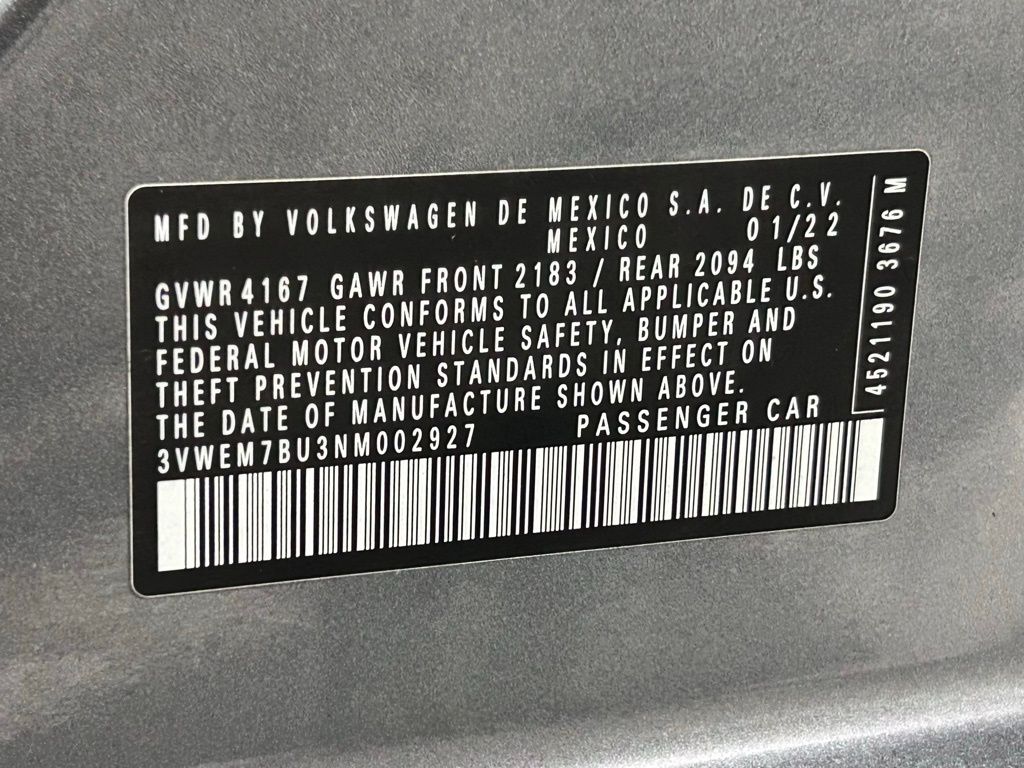 MFD BY VOLKSWAGEN DE MEXICO S.A. DE C.V.
MEXICO 01/22
GVWR 4167 GAWR FRONT 2183 / REAR 2094 LBS
THIS VEHICLE CONFORMS TO ALL APPLICABLE U.S.
FEDERAL MOTOR VEHICLE SAFETY, BUMPER AND
THEFT PREVENTION STANDARDS IN EFFECT ON
THE DATE OF MANUFACTURE SHOWN ABOVE.
3VWEM7BU3NM002927 PASSENGER CAR
4521190 3676 M